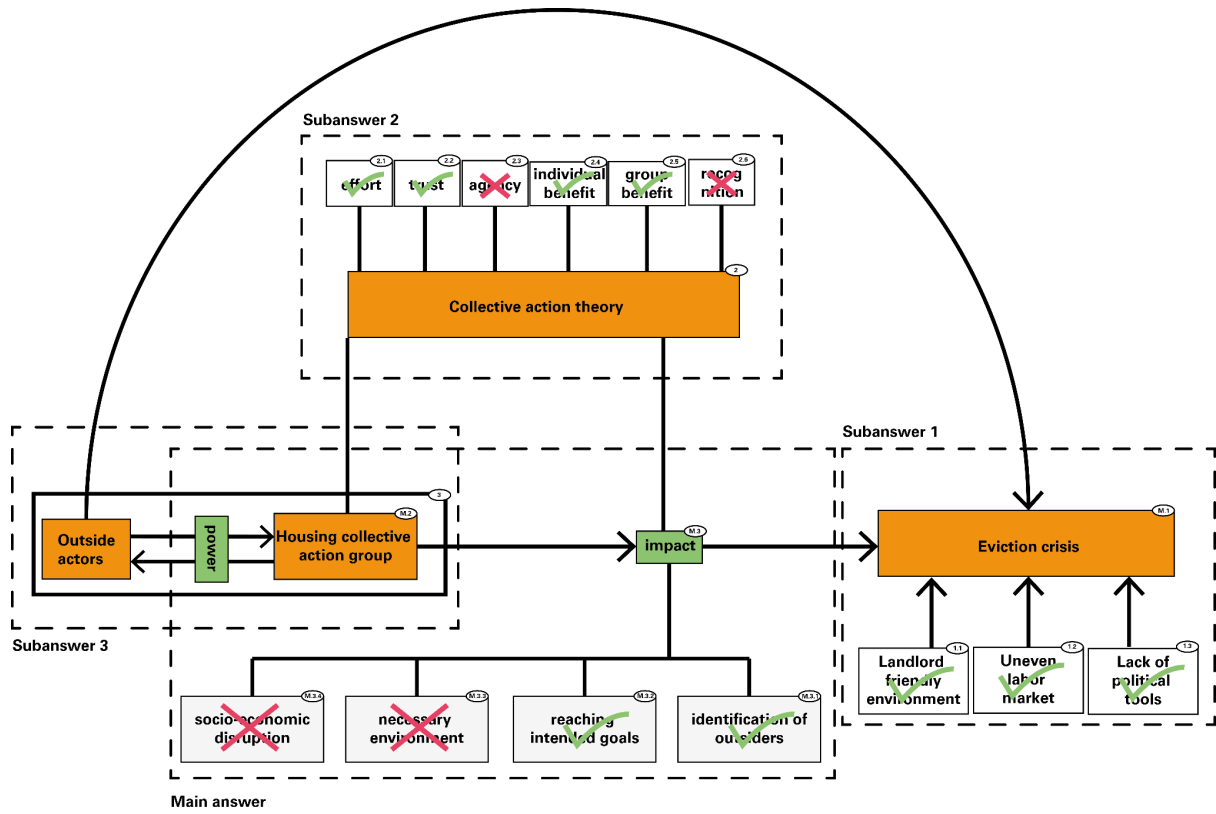 Subanswer 2
2.1
2.2
2.3
2.4
2.5
2.6
effort
trust
agency
individual
benefit
group
benefit
recog
nition
2
Collective action theory
Subanswer 1
3
M.2
M.3
M.1
Outside
actors
power
Housing collective
action group
impact
Eviction crisis
Subanswer 3
1.1
1.2
1.3
Landlord
friendly
environment
Uneven
labor
market
Lack of
political
tools
M.3.4
M.3.3
M.3.2
M.3.1
socio-economic
disruption
necessary
environment
reaching
intended goals
identification of
outsiders
Main answer